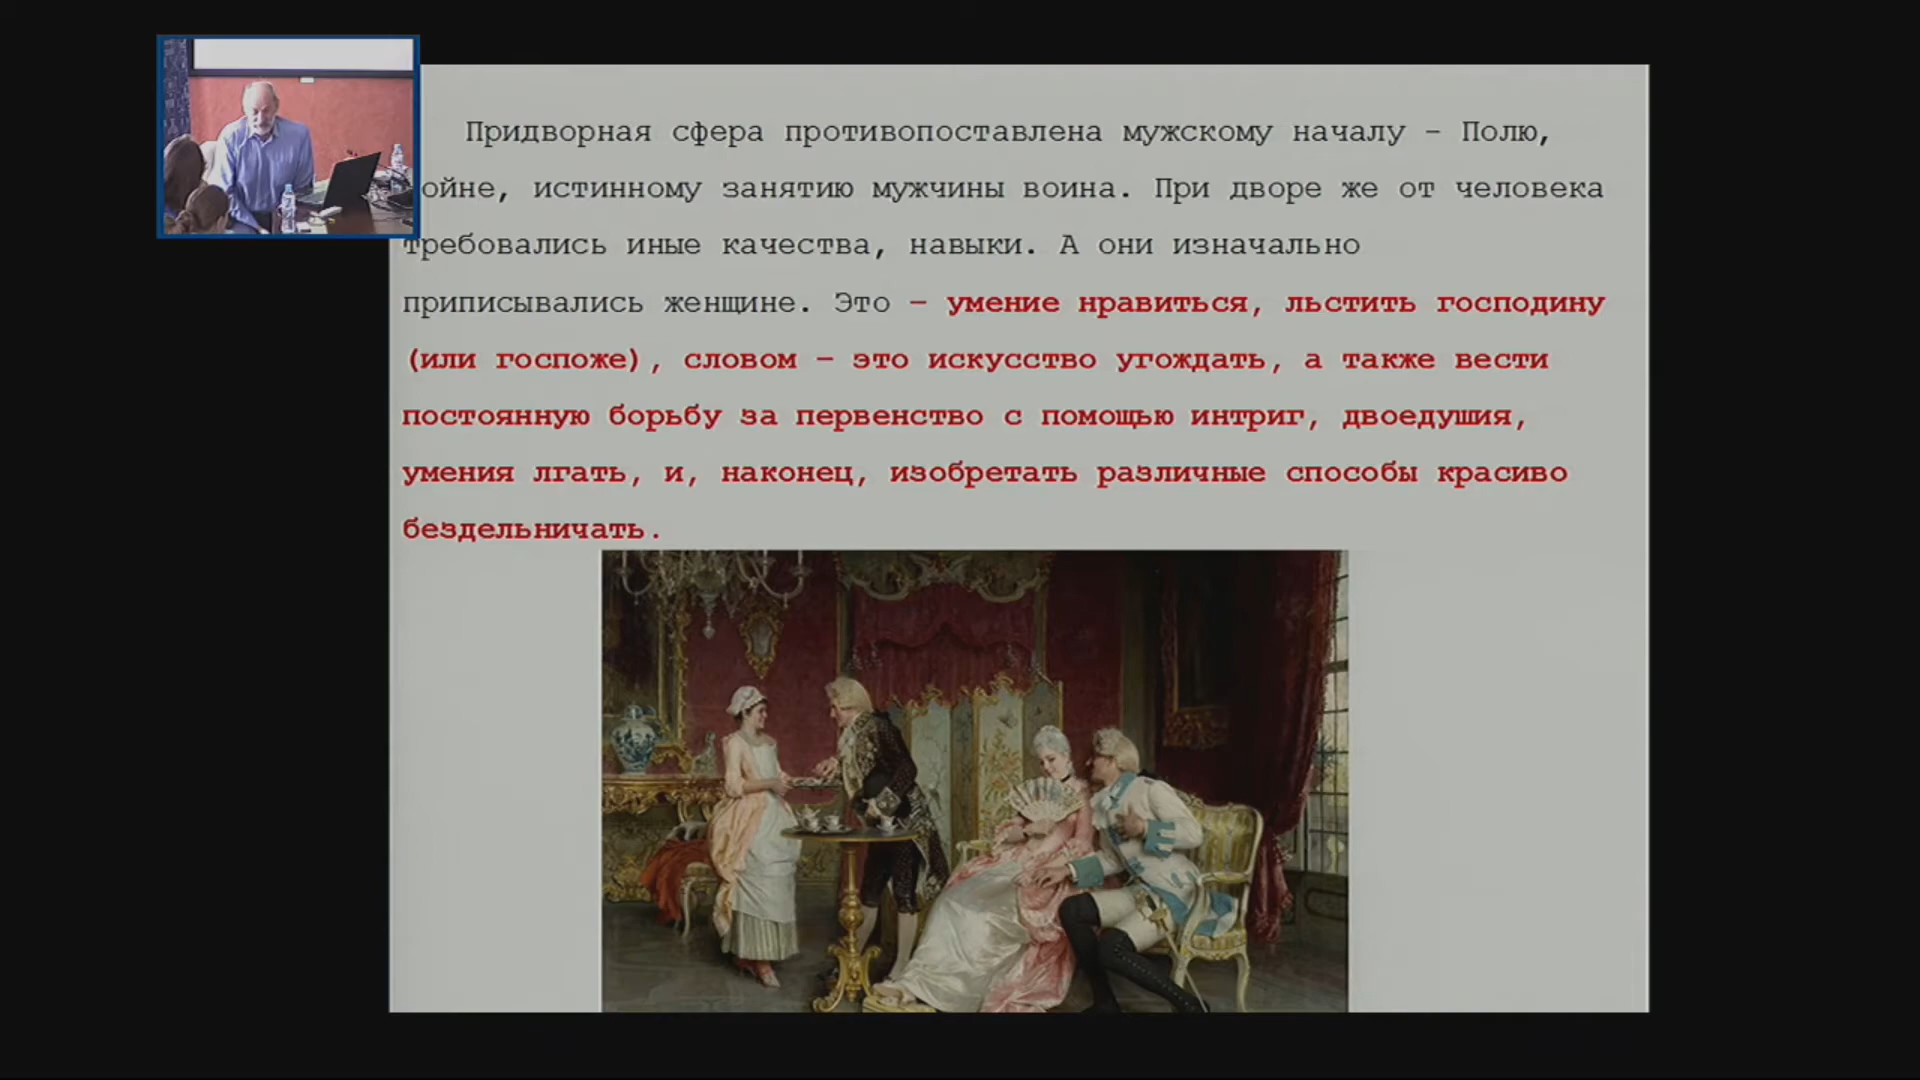 Придворная сфера противопоставлена мужскому началу – Полю,
ойне, истинному занятию мужчины воина. При дворе же от человека
требовались иные качества, навыки. А они изначально
приписывались женщине. Это – умение нравиться, льстить господину
(или госпоже), словом – это искусство угождать, а также вести
постоянную борьбу за первенство с помощью интриг, двоедушия,
умения лгать, и, наконец, изобретать различные способы красиво
бездельничать.